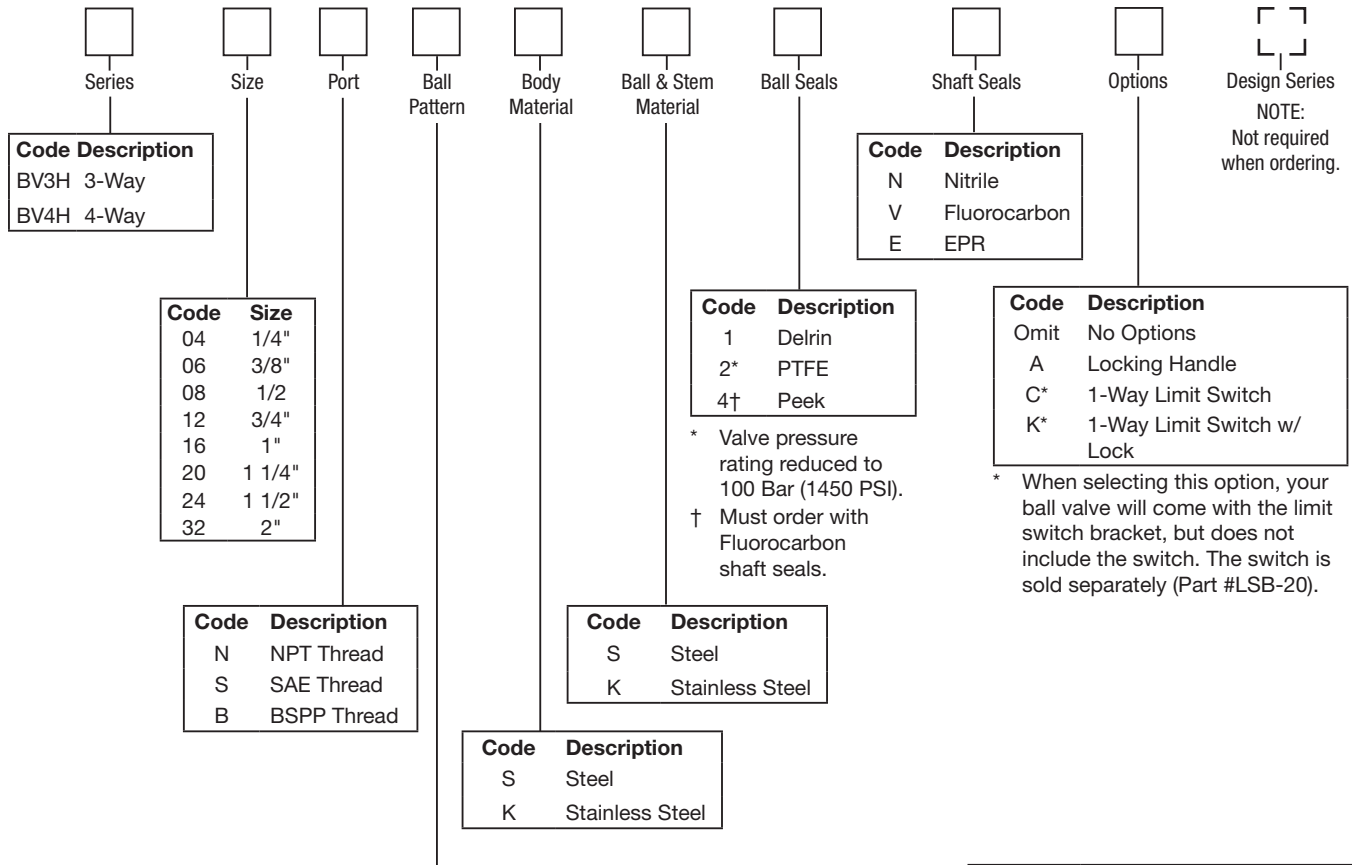 Series
Size
Port
Ball
Pattern
Body
Material
Ball & Stem
Material
Ball Seals
Shaft Seals
Options
Design Series
NOTE:
Not required
when ordering.
Code Description
BV3H 3-Way
BV4H 4-Way
Code Description
N Nitrile
V Fluorocarbon
E EPR
Code Size
04 1/4"
06 3/8"
08 1/2
12 3/4"
16 1"
20 1 1/4"
24 1 1/2"
32 2"
Code Description
1 Delrin
2* PTFE
4† Peek
* Valve pressure
rating reduced to
100 Bar (1450 PSI).
† Must order with
Fluorocarbon
shaft seals.
Code Description
Omit No Options
A Locking Handle
C* 1-Way Limit Switch
K* 1-Way Limit Switch w/
Lock
* When selecting this option, your
ball valve will come with the limit
switch bracket, but does not
include the switch. The switch is
sold separately (Part #LSB-20).
Code Description
N NPT Thread
S SAE Thread
B BSPP Thread
Code Description
S Steel
K Stainless Steel
Code Description
S Steel
K Stainless Steel